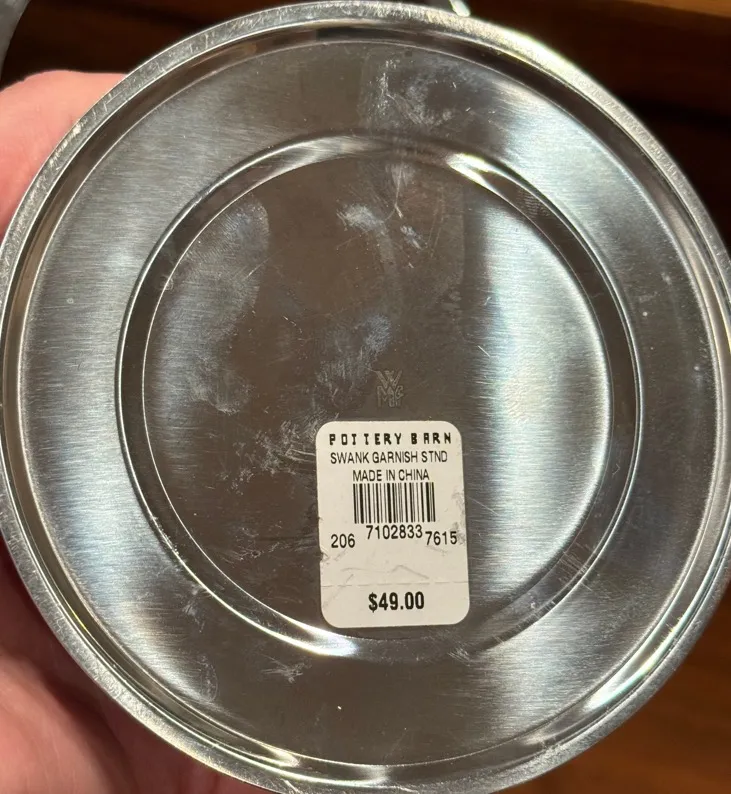 POTTERY BARN
SWANK GARNISH STND
MADE IN CHINA
206 7102833 7615
$49.00